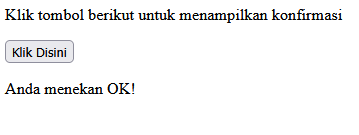 Klik tombol berikut untuk menampilkan konfirmasi
Klik Disini
Anda menekan OK!